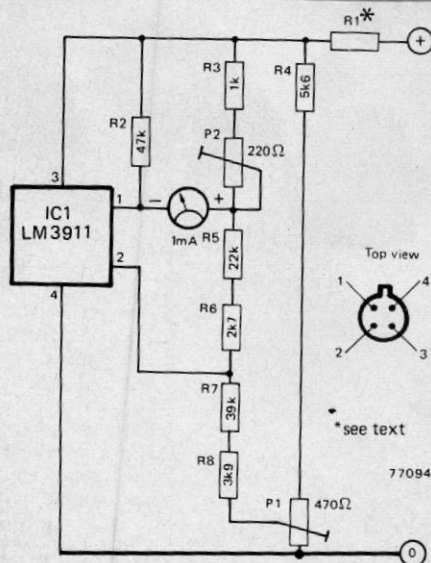 R1*
+
R3
1k
R4
5k6
R2
47k
P2
220Ω
3
IC1
LM3911
1
−
+
1mA
2
4
R5
22k
Top view
1
4
2
3
R6
2k7
R7
39k
*see text
R8
3k9
77094
P1
470Ω
0